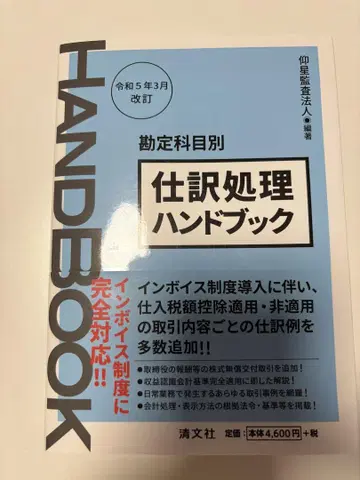 HANDBOOK
令和5年3月
改訂
仰星監査法人●編著
勘定科目別
仕訳処理
ハンドブック
インボイス制度に
完全対応!!
インボイス制度導入に伴い、
仕入税額控除適用・非適用
の取引内容ごとの仕訳例を
多数追加!!
●取締役の報酬等の株式無償交付取引を追加!
●収益認識会計基準完全適用に即した解説!
●日常業務で発生するあらゆる取引事例を網羅!
●会計処理・表示方法の根拠法令・基準等を掲載!
清文社
定価:本体4,600円+税